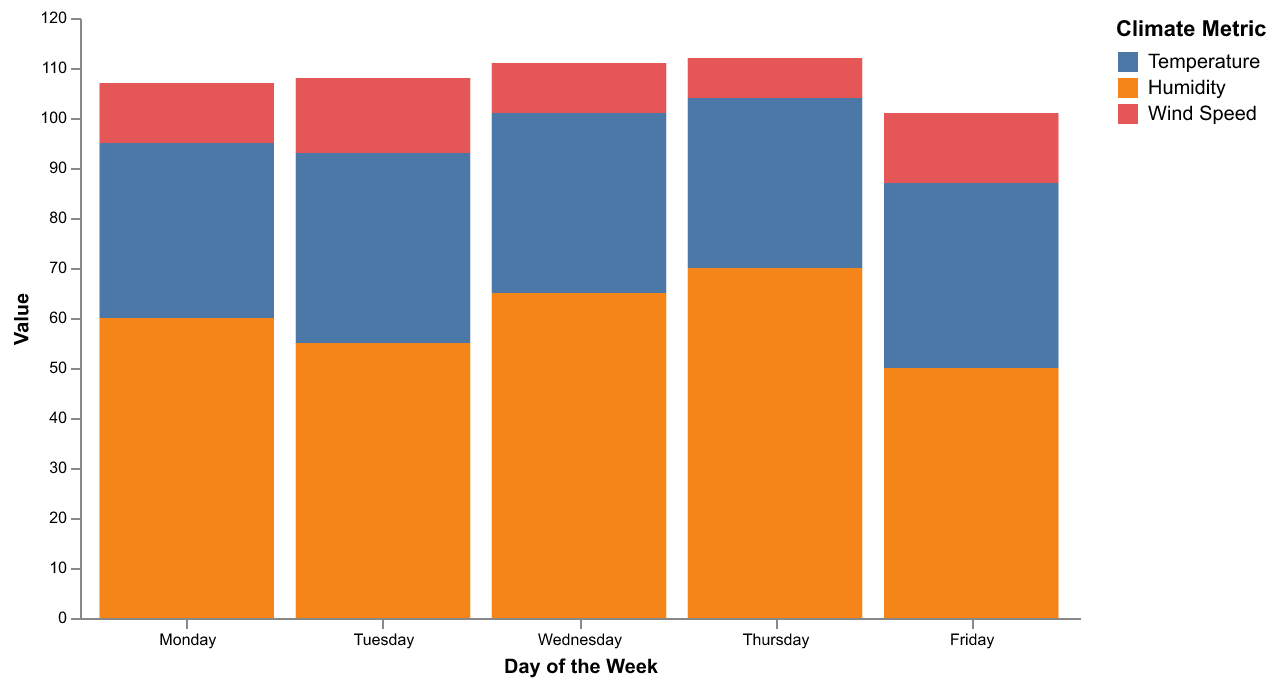 120
110
100
90
80
70
60
50
40
30
20
10
0
Value
Monday Tuesday Wednesday Thursday Friday
Day of the Week
Climate Metric
Temperature
Humidity
Wind Speed